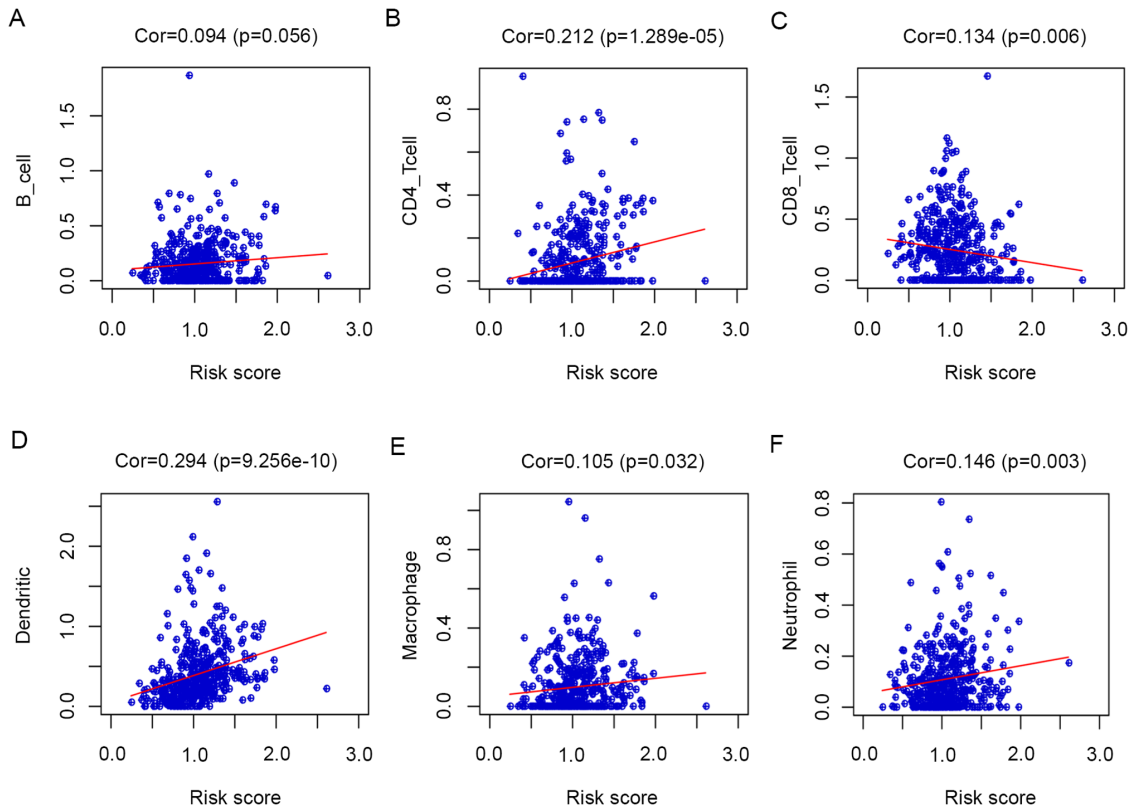 A
Cor=0.094 (p=0.056)
B_cell
0.0 0.5 1.0 1.5
0.0 1.0 2.0 3.0
Risk score
B
Cor=0.212 (p=1.289e-05)
CD4_Tcell
0.0 0.4 0.8
0.0 1.0 2.0 3.0
Risk score
C
Cor=0.134 (p=0.006)
CD8_Tcell
0.0 0.5 1.0 1.5
0.0 1.0 2.0 3.0
Risk score
D
Cor=0.294 (p=9.256e-10)
Dendritic
0.0 1.0 2.0
0.0 1.0 2.0 3.0
Risk score
E
Cor=0.105 (p=0.032)
Macrophage
0.0 0.4 0.8
0.0 1.0 2.0 3.0
Risk score
F
Cor=0.146 (p=0.003)
Neutrophil
0.0 0.2 0.4 0.6 0.8
0.0 1.0 2.0 3.0
Risk score